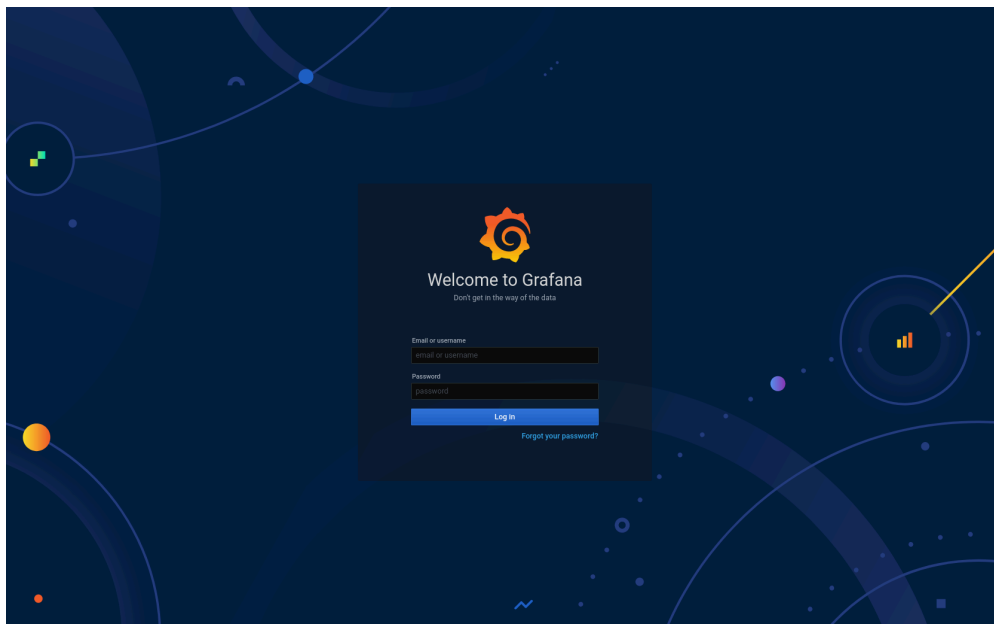 Welcome to Grafana
Don't get in the way of the data
Email or username
email or username
Password
password
Log in
Forgot your password?